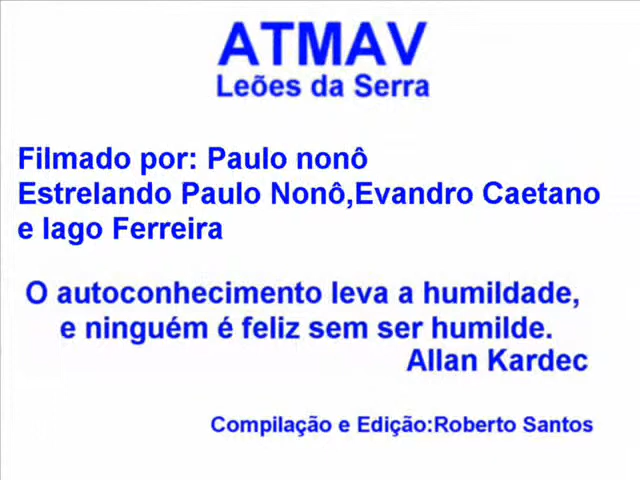 ATMAV
Leões da Serra
Filmado por: Paulo nonô
Estrelando Paulo Nonô,Evandro Caetano
e Iago Ferreira
O autoconhecimento leva a humildade,
e ninguém é feliz sem ser humilde.
Allan Kardec
Compilação e Edição:Roberto Santos